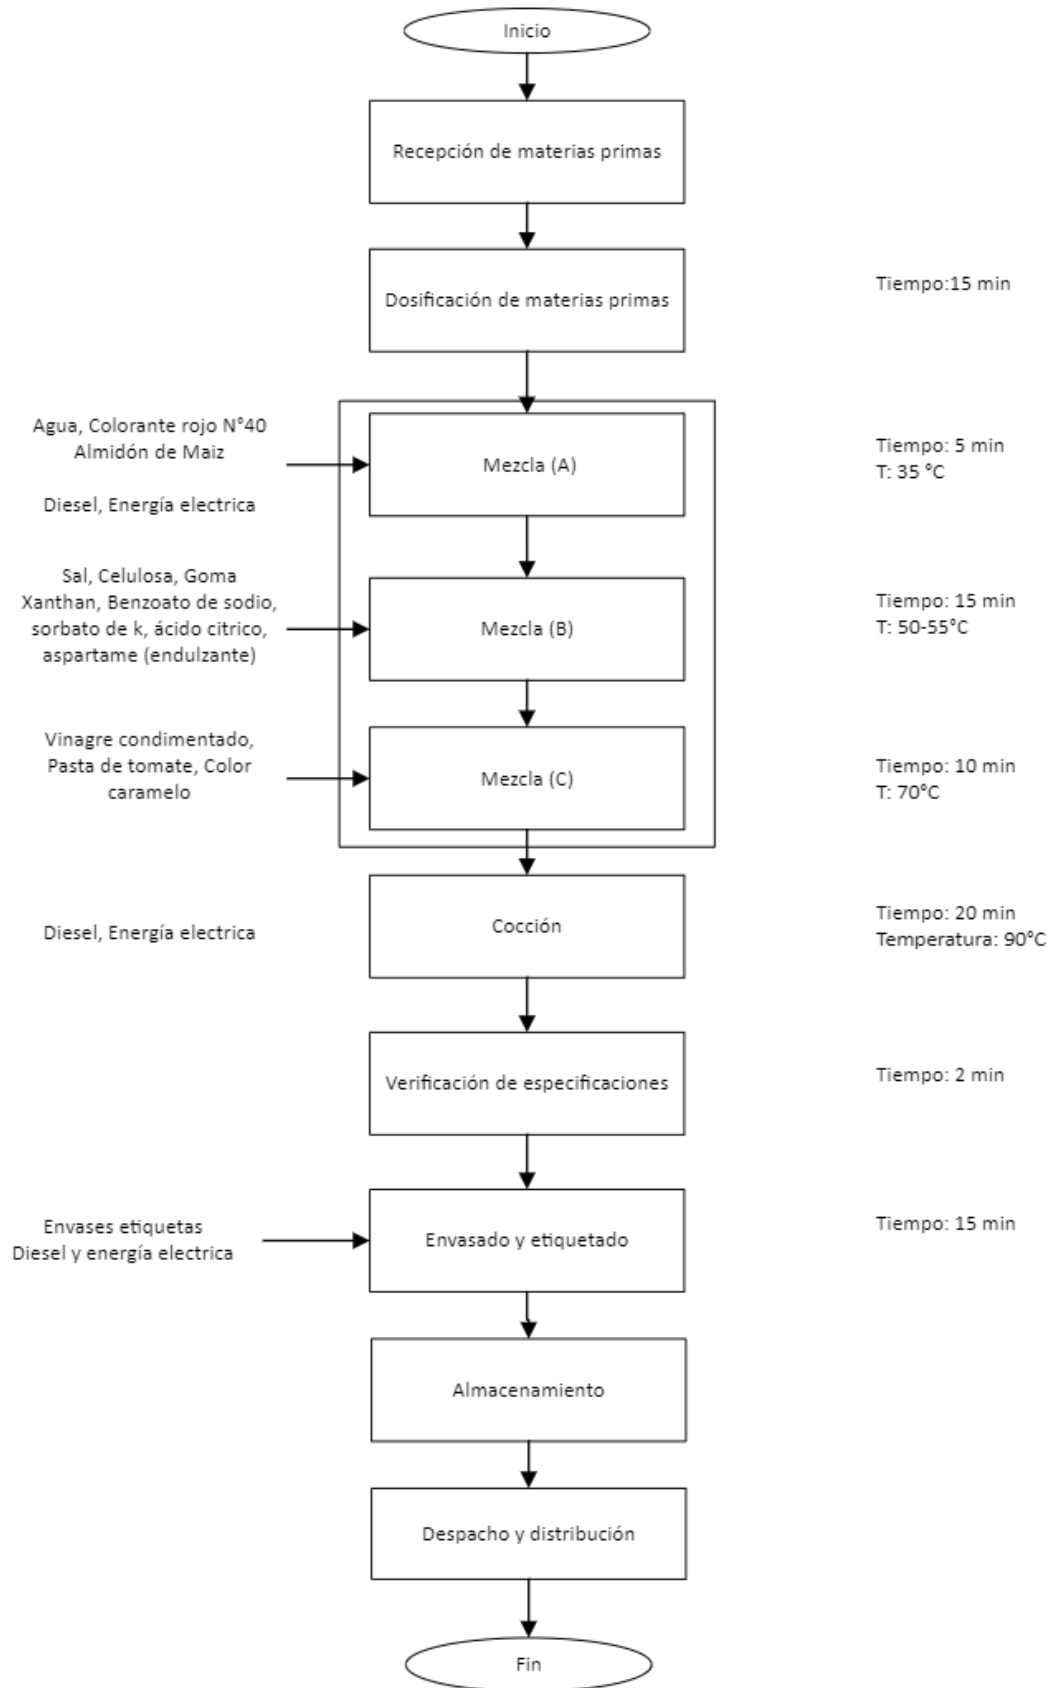 Inicio
Recepción de materias primas
Dosificación de materias primas
Tiempo:15 min
Agua, Colorante rojo N°40
Almidón de Maiz
Diesel, Energía electrica
Mezcla (A)
Tiempo: 5 min
T: 35 °C
Sal, Celulosa, Goma
Xanthan, Benzoato de sodio,
sorbato de k, ácido citrico,
aspartame (endulzante)
Mezcla (B)
Tiempo: 15 min
T: 50-55°C
Vinagre condimentado,
Pasta de tomate, Color
caramelo
Mezcla (C)
Tiempo: 10 min
T: 70°C
Diesel, Energía electrica
Cocción
Tiempo: 20 min
Temperatura: 90°C
Verificación de especificaciones
Tiempo: 2 min
Envases etiquetas
Diesel y energía electrica
Envasado y etiquetado
Tiempo: 15 min
Almacenamiento
Despacho y distribución
Fin